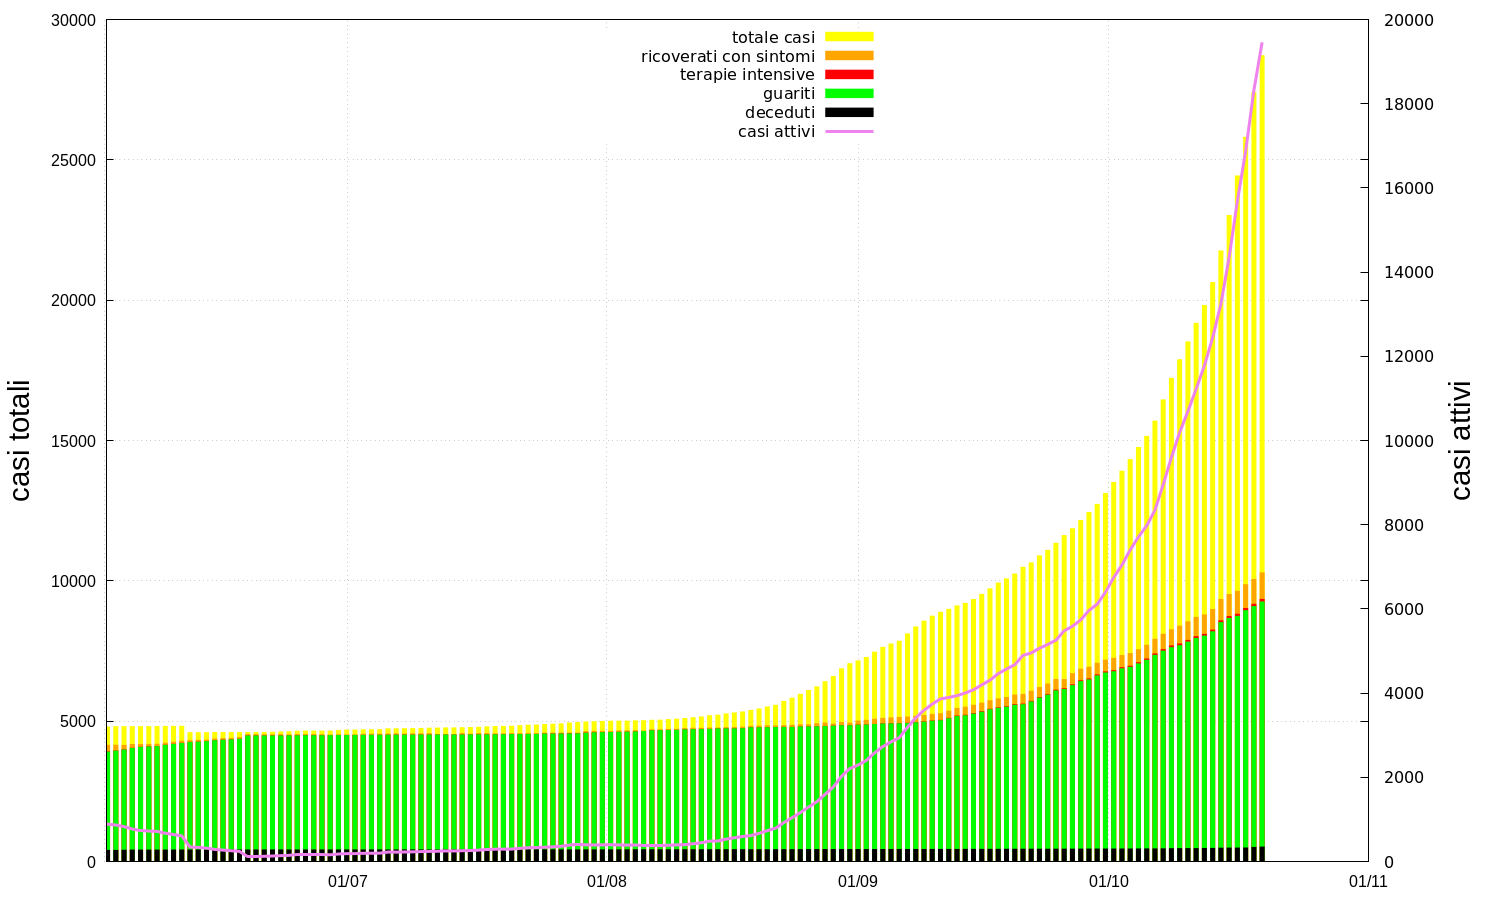 totale casi
ricoverati con sintomi
terapie intensive
guariti
deceduti
casi attivi
30000
25000
20000
15000
10000
5000
0
casi totali
20000
18000
16000
14000
12000
10000
8000
6000
4000
2000
0
casi attivi
01/07
01/08
01/09
01/10
01/11